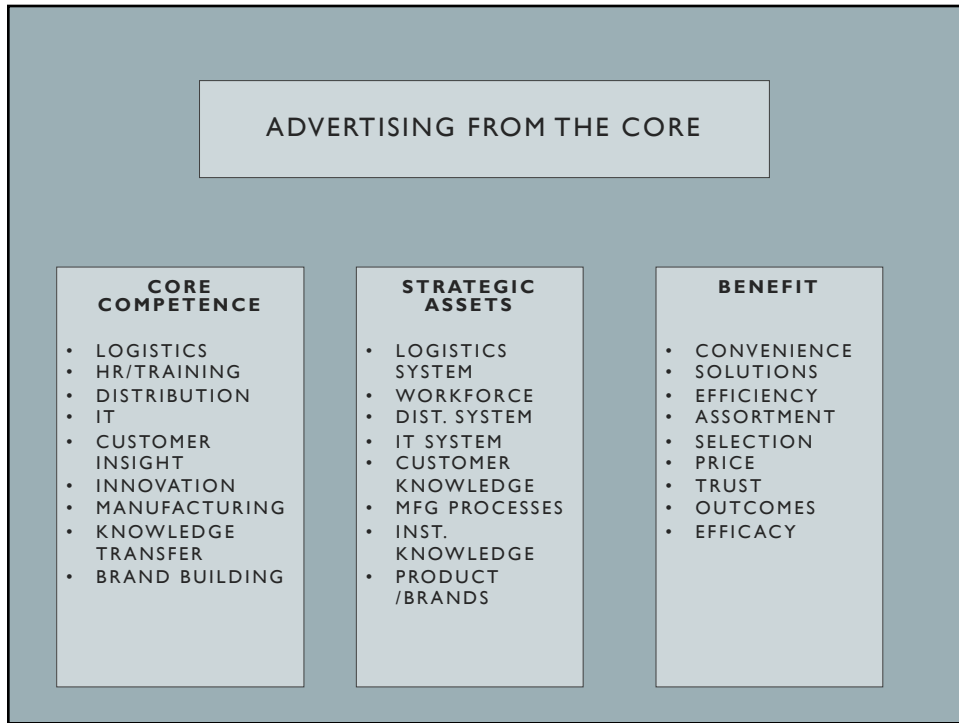 ADVERTISING FROM THE CORE
CORE
COMPETENCE
• LOGISTICS
• HR/TRAINING
• DISTRIBUTION
• IT
• CUSTOMER
INSIGHT
• INNOVATION
• MANUFACTURING
• KNOWLEDGE
TRANSFER
• BRAND BUILDING
STRATEGIC
ASSETS
• LOGISTICS
SYSTEM
• WORKFORCE
• DIST. SYSTEM
• IT SYSTEM
• CUSTOMER
KNOWLEDGE
• MFG PROCESSES
• INST.
KNOWLEDGE
• PRODUCT
/BRANDS
BENEFIT
• CONVENIENCE
• SOLUTIONS
• EFFICIENCY
• ASSORTMENT
• SELECTION
• PRICE
• TRUST
• OUTCOMES
• EFFICACY